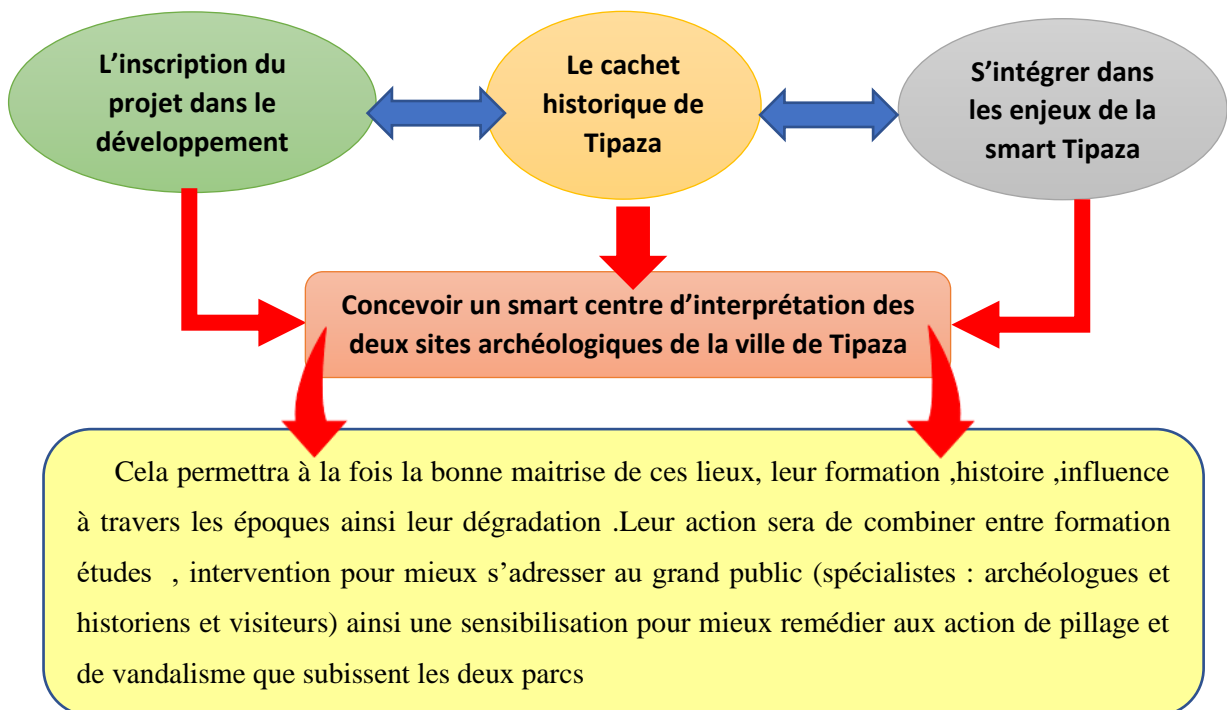 L’inscription du
projet dans le
développement
Le cachet
historique de
Tipaza
S’intégrer dans
les enjeux de la
smart Tipaza
Concevoir un smart centre d’interprétation des
deux sites archéologiques de la ville de Tipaza
Cela permettra à la fois la bonne maitrise de ces lieux, leur formation ,histoire ,influence
à travers les époques ainsi leur dégradation .Leur action sera de combiner entre formation
études , intervention pour mieux s’adresser au grand public (spécialistes : archéologues et
historiens et visiteurs) ainsi une sensibilisation pour mieux remédier aux action de pillage et
de vandalisme que subissent les deux parcs